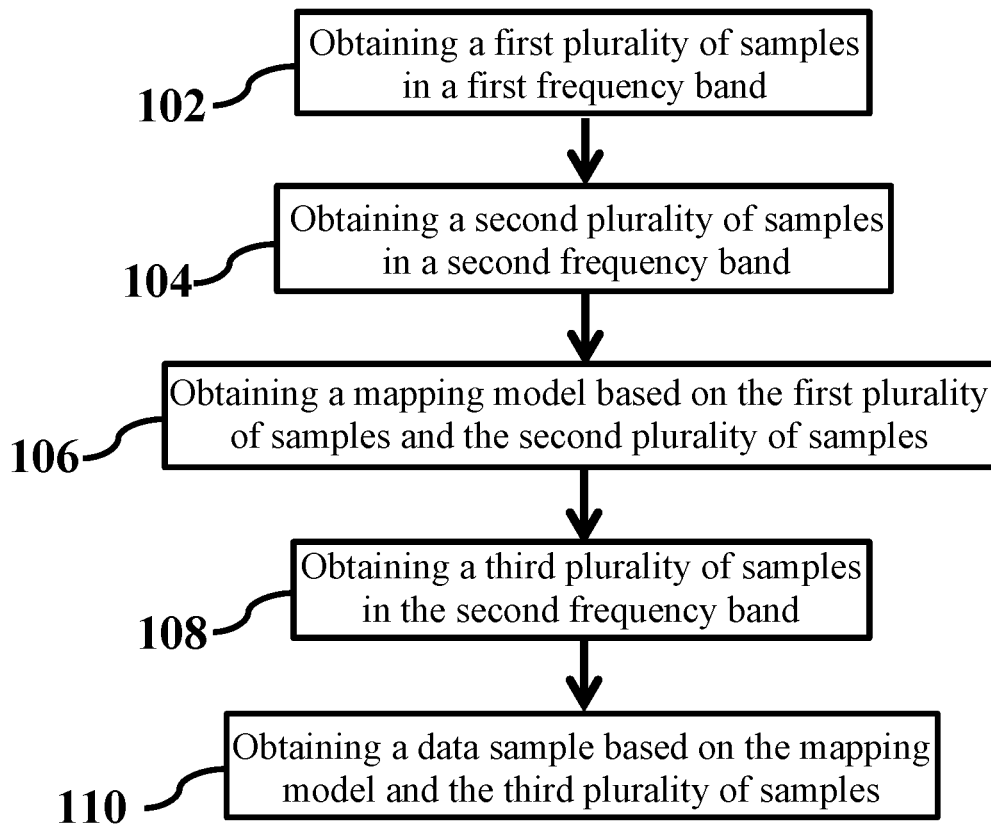 Obtaining a first plurality of samples
in a first frequency band
102
Obtaining a second plurality of samples
in a second frequency band
104
Obtaining a mapping model based on the first plurality
of samples and the second plurality of samples
106
Obtaining a third plurality of samples
in the second frequency band
108
Obtaining a data sample based on the mapping
model and the third plurality of samples
110